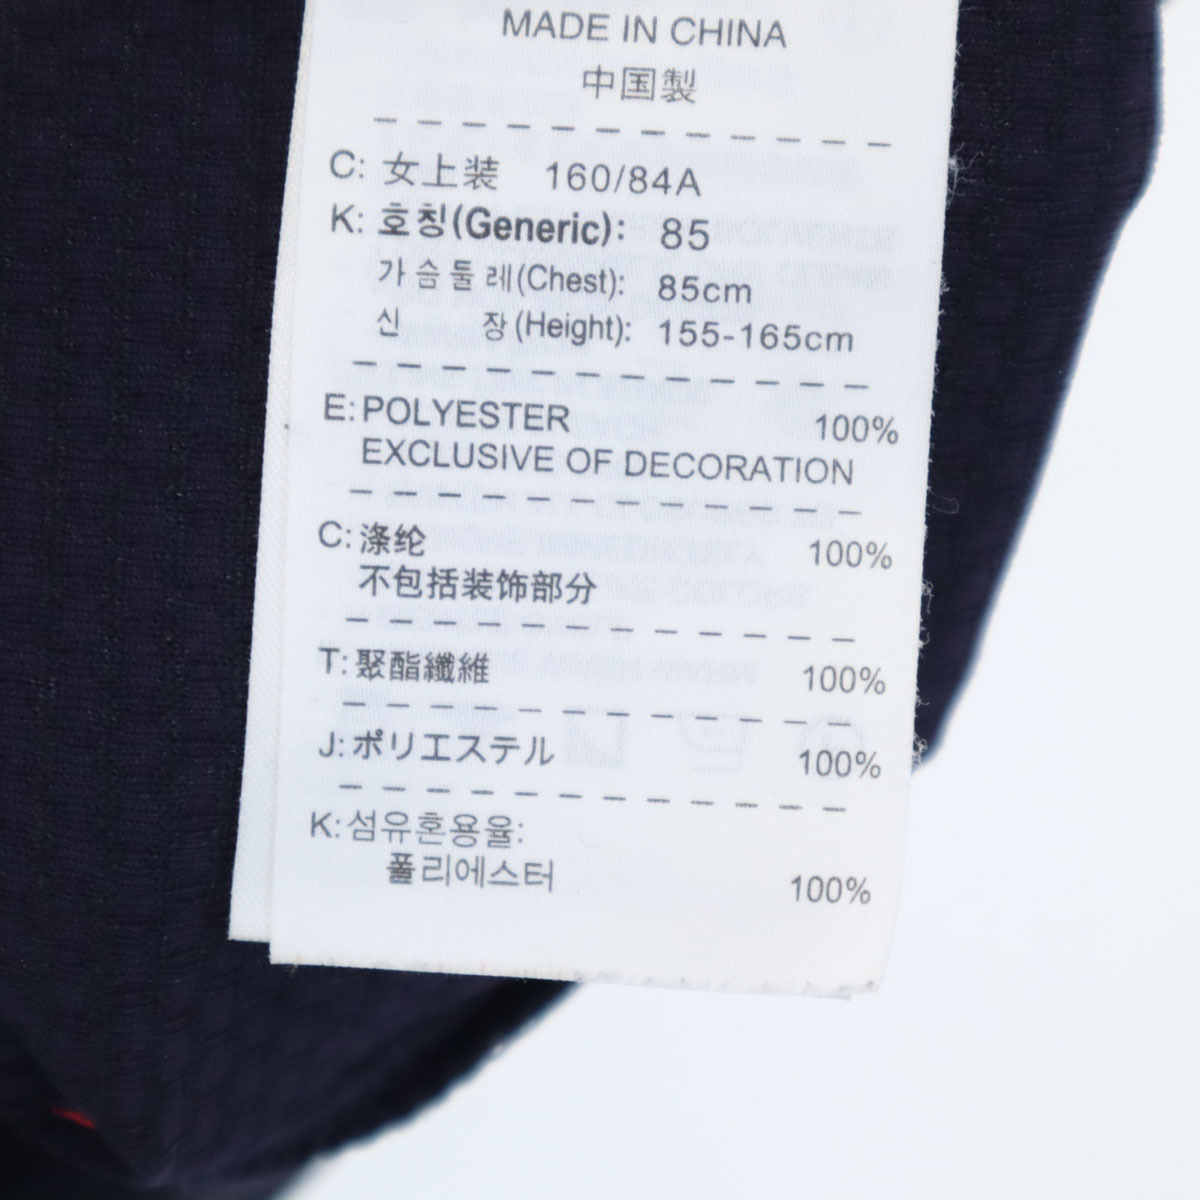 MADE IN CHINA
中国製
C: 女上装 160/84A
K: 호칭(Generic): 85
가슴둘레(Chest): 85cm
신 장(Height): 155-165cm
E: POLYESTER 100%
EXCLUSIVE OF DECORATION
C: 涤纶 100%
不包括装饰部分
T: 聚酯纖維 100%
J: ポリエステル 100%
K: 섬유혼용율:
폴리에스터 100%